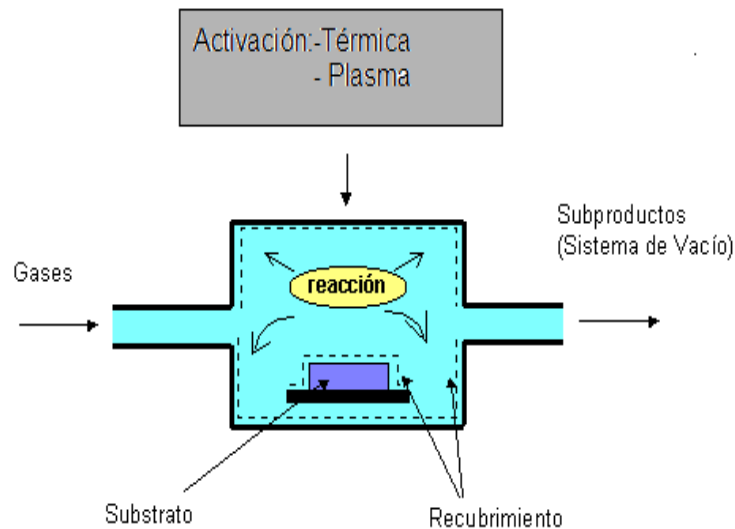 Activación:-Térmica
- Plasma
Subproductos
(Sistema de Vacío)
Gases
reacción
Substrato
Recubrimiento